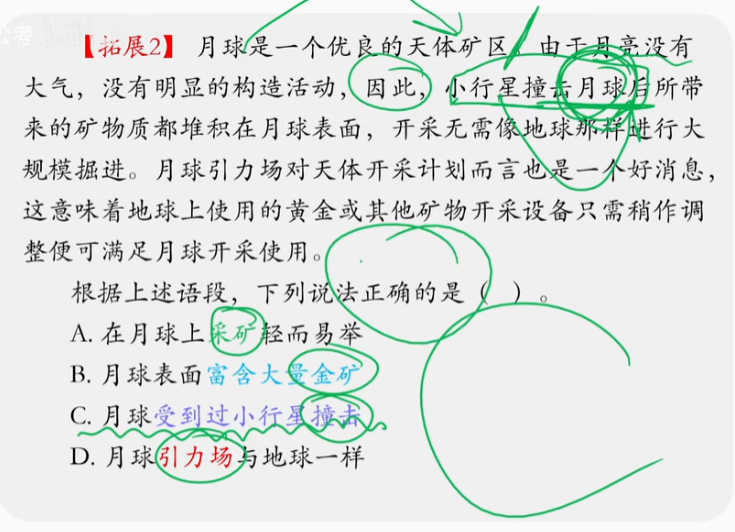 公考
【拓展2】 月球是一个优良的天体矿区。由于月亮没有
大气，没有明显的构造活动，因此，小行星撞击月球后所带
来的矿物质都堆积在月球表面，开采无需像地球那样进行大
规模掘进。月球引力场对天体开采计划而言也是一个好消息，
这意味着地球上使用的黄金或其他矿物开采设备只需稍作调
整便可满足月球开采使用。
根据上述语段，下列说法正确的是（ ）。
A. 在月球上采矿轻而易举
B. 月球表面富含大量金矿
C. 月球受到过小行星撞击
D. 月球引力场与地球一样